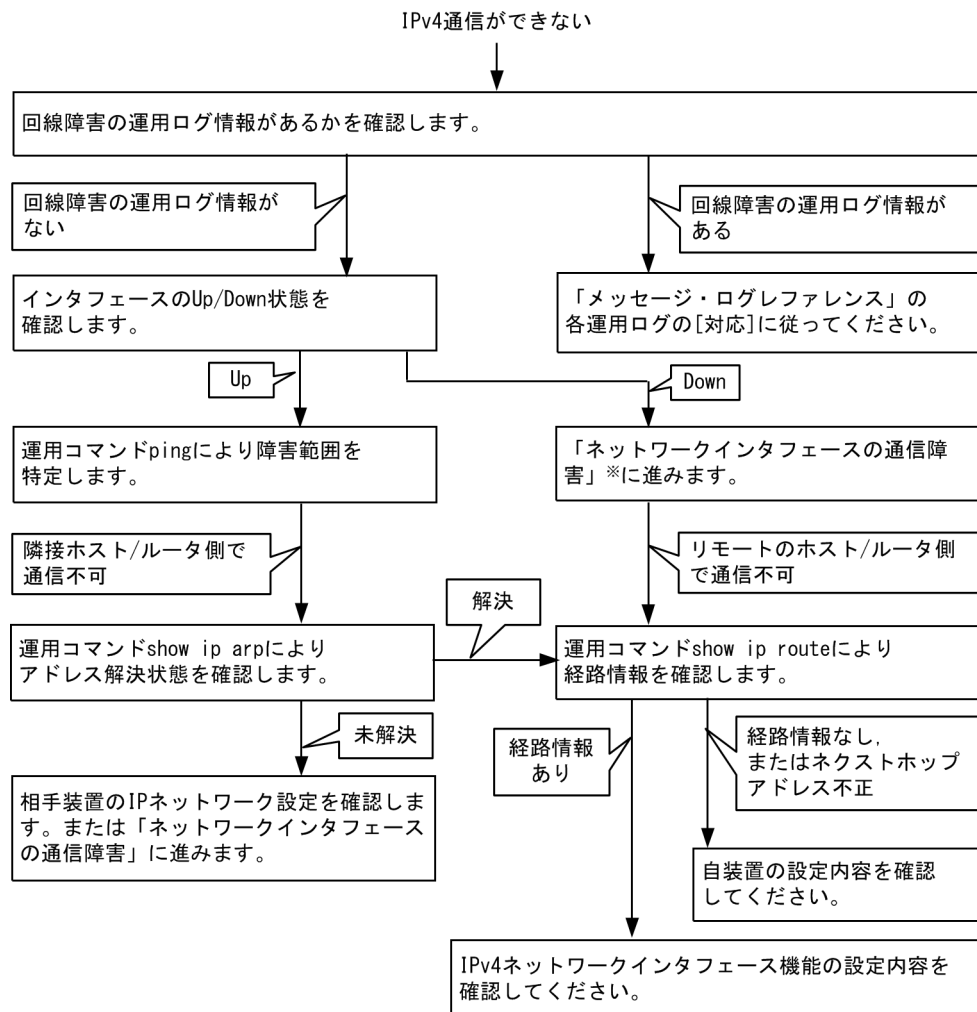 IPv4通信ができない
回線障害の運用ログ情報があるかを確認します。
回線障害の運用ログ情報が
ない
回線障害の運用ログ情報が
ある
インタフェースのUp/Down状態を
確認します。
「メッセージ・ログレファレンス」の
各運用ログの[対応]に従ってください。
Up
Down
運用コマンドpingにより障害範囲を
特定します。
「ネットワークインタフェースの通信障
害」※に進みます。
隣接ホスト/ルータ側で
通信不可
リモートのホスト/ルータ側
で通信不可
解決
運用コマンドshow ip arpにより
アドレス解決状態を確認します。
運用コマンドshow ip routeにより
経路情報を確認します。
未解決
経路情報
あり
経路情報なし,
またはネクストホップ
アドレス不正
相手装置のIPネットワーク設定を確認しま
す。または「ネットワークインタフェース
の通信障害」に進みます。
自装置の設定内容を確認
してください。
IPv4ネットワークインタフェース機能の設定内容を
確認してください。